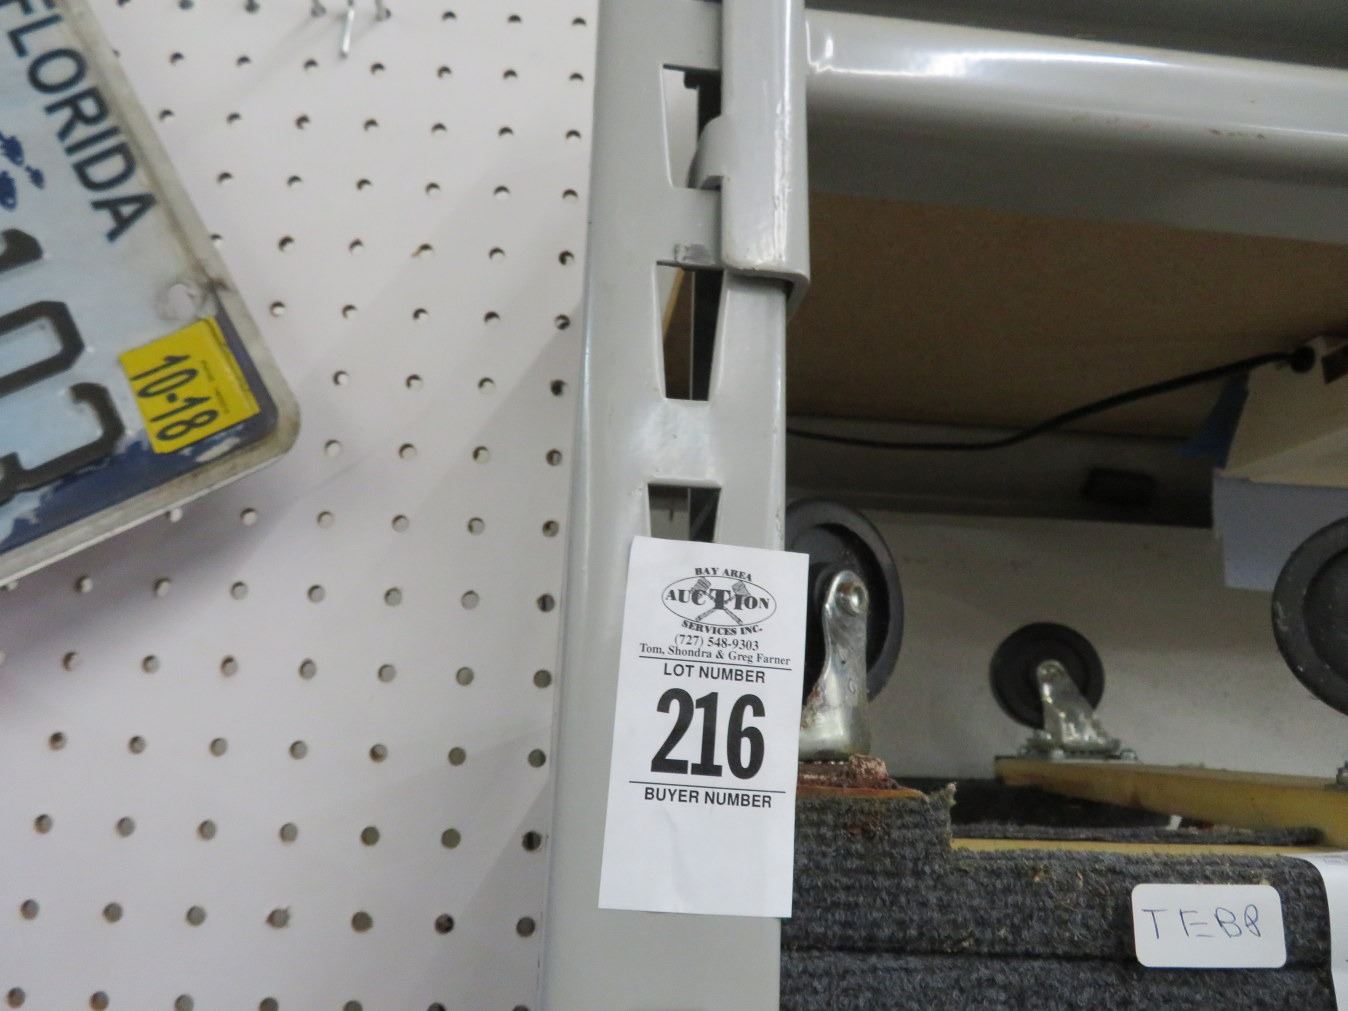 FLORIDA
103
10-18
BAY AREA
AUCTION
SERVICES INC.
(727) 548-9303
Tom, Shondra & Greg Farner
LOT NUMBER
216
BUYER NUMBER
TEB8